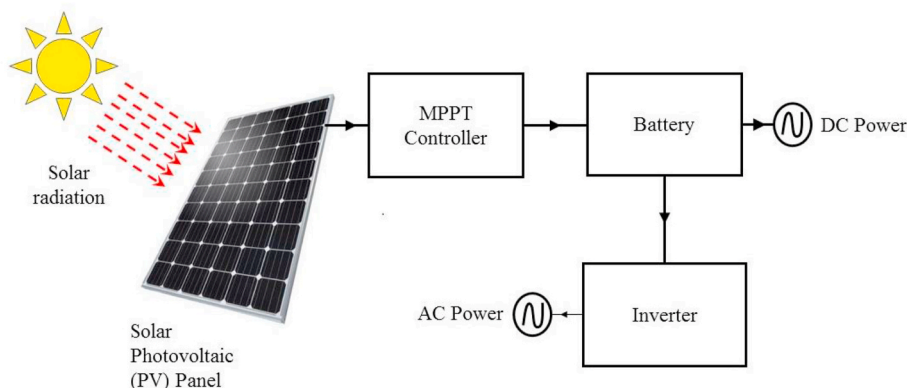 Solar
radiation
Solar
Photovoltaic
(PV) Panel
MPPT
Controller
Battery
DC Power
AC Power
Inverter